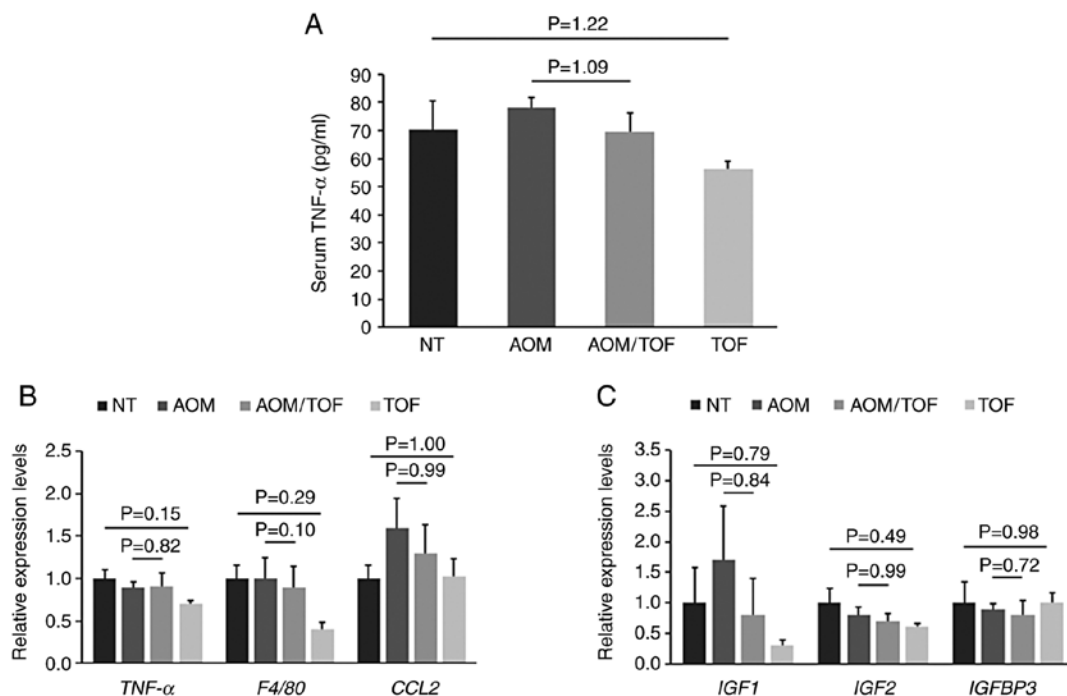 A
P=1.22
P=1.09
Serum TNF-α (pg/ml)
90
80
70
60
50
40
30
20
10
0
NT AOM AOM/TOF TOF
B
NT AOM AOM/TOF TOF
Relative expression levels
2.5
2.0
1.5
1.0
0.5
0.0
P=0.15
P=0.82
P=0.29
P=0.10
P=1.00
P=0.99
TNF-α F4/80 CCL2
C
NT AOM AOM/TOF TOF
Relative expression levels
3.5
3.0
2.5
2.0
1.5
1.0
0.5
0.0
P=0.79
P=0.84
P=0.49
P=0.99
P=0.98
P=0.72
IGF1 IGF2 IGFBP3